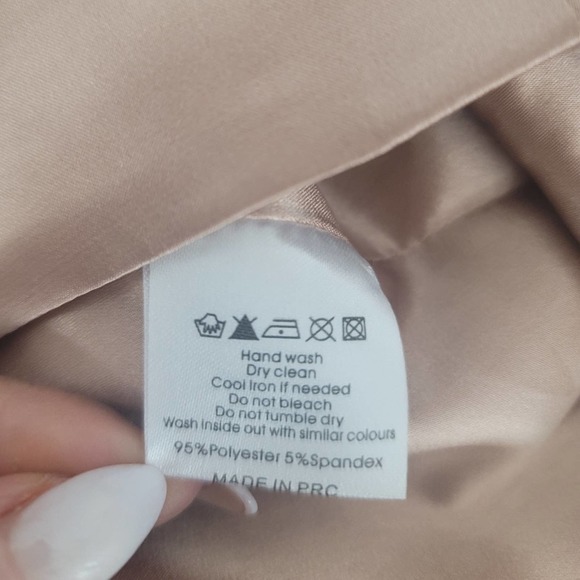 Hand wash
Dry clean
Cool Iron if needed
Do not bleach
Do not tumble dry
Wash Inside out with similar colours
95%Polyester 5%Spandex
MADE IN PRC